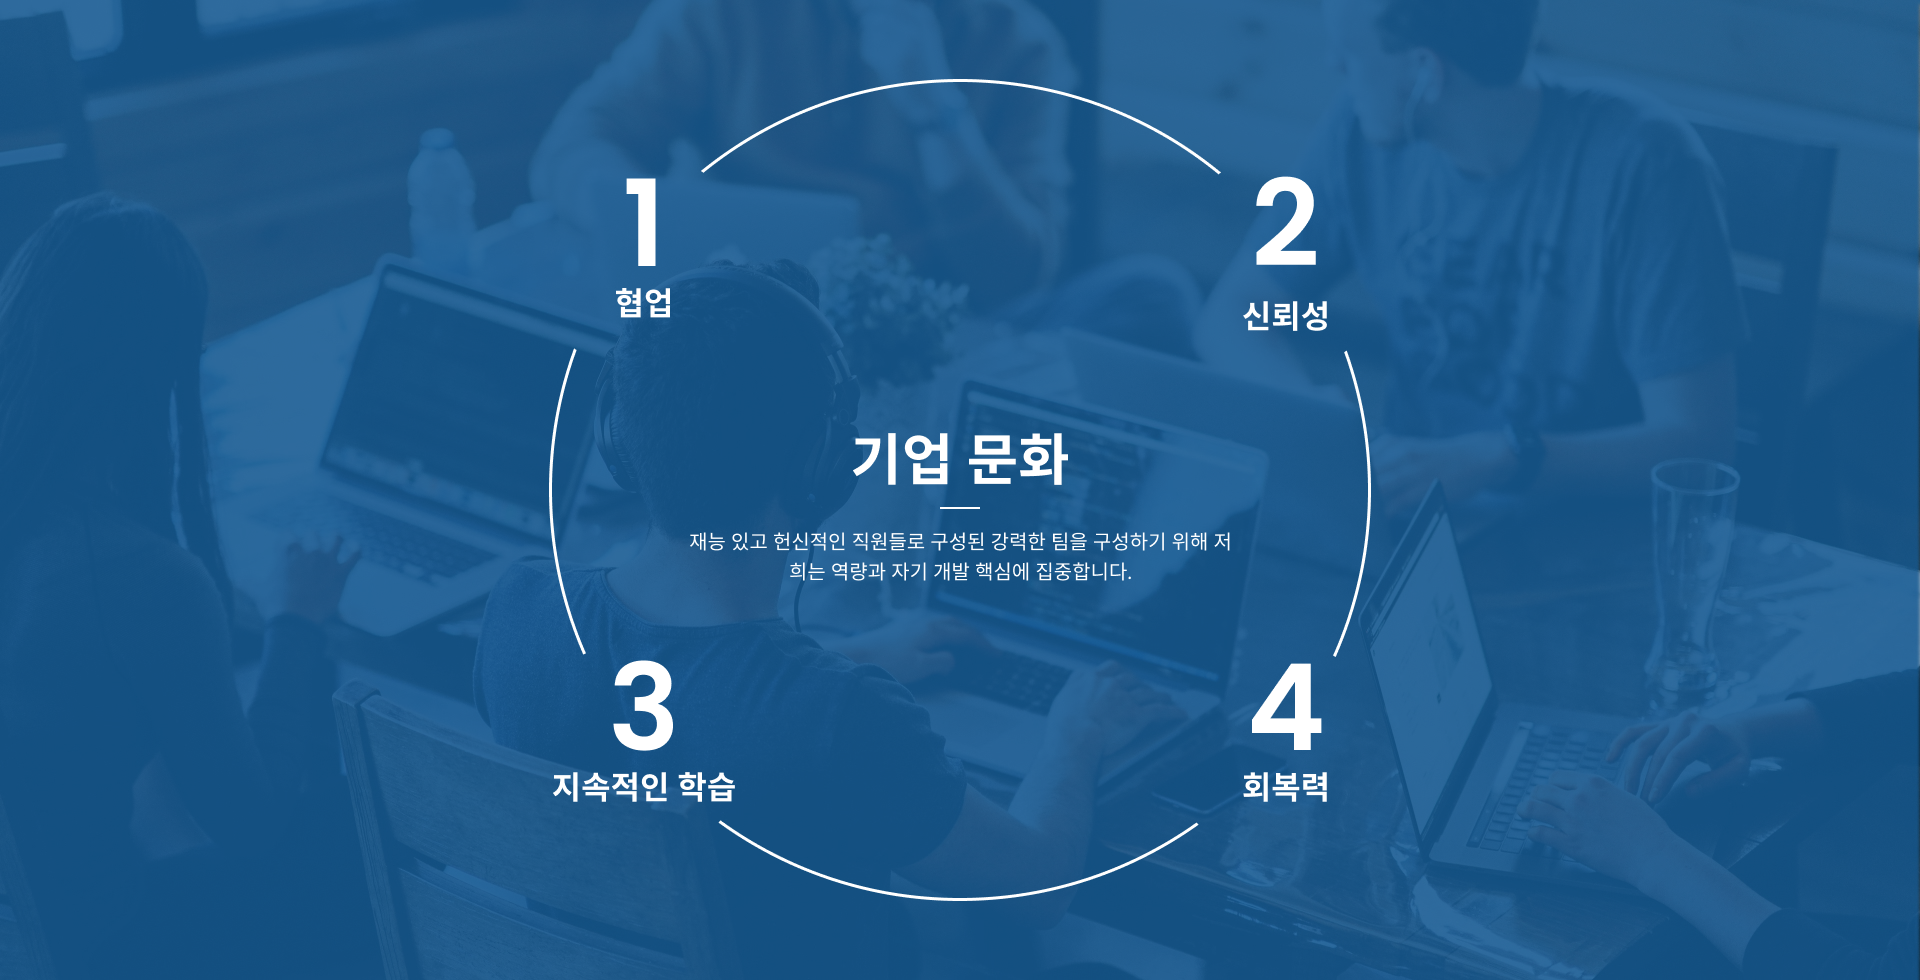 1
협업
2
신뢰성
기업 문화
재능 있고 헌신적인 직원들로 구성된 강력한 팀을 구성하기 위해 저
희는 역량과 자기 개발 핵심에 집중합니다.
3
지속적인 학습
4
회복력